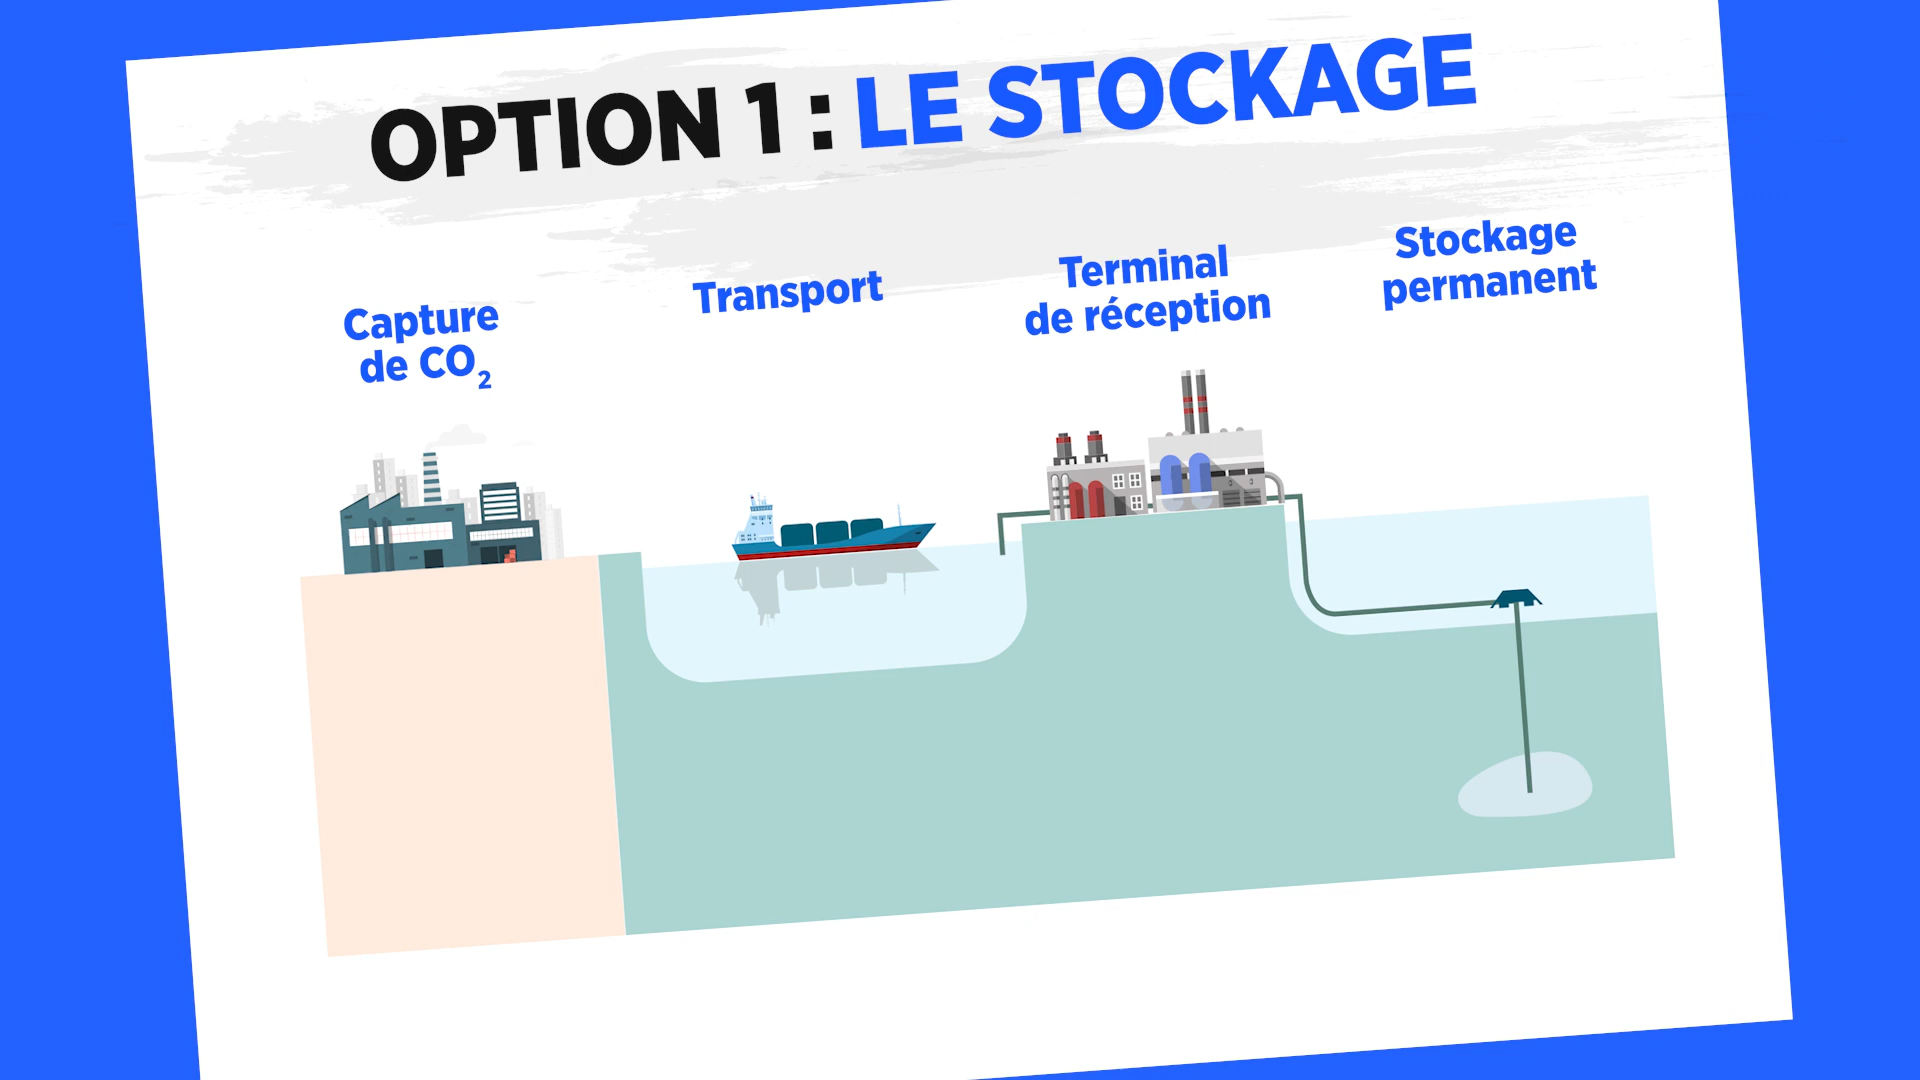 OPTION 1 : LE STOCKAGE
Capture
de CO₂
Transport
Terminal
de réception
Stockage
permanent